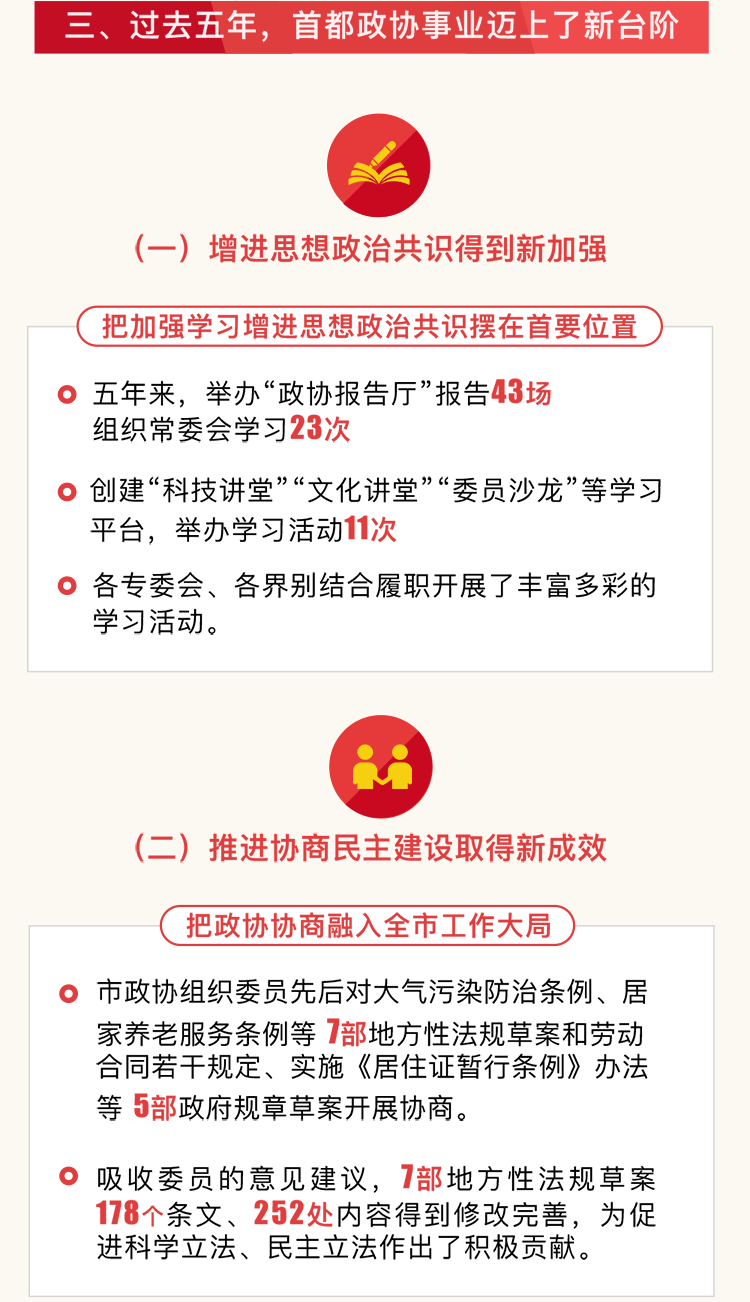 三、过去五年，首都政协事业迈上了新台阶
（一）增进思想政治共识得到新加强
把加强学习增进思想政治共识摆在首要位置
五年来，举办“政协报告厅”报告43场
组织常委会学习23次
创建“科技讲堂”“文化讲堂”“委员沙龙”等学习
平台，举办学习活动11次
各专委会、各界别结合履职开展了丰富多彩的
学习活动。
（二）推进协商民主建设取得新成效
把政协协商融入全市工作大局
市政协组织委员先后对大气污染防治条例、居
家养老服务条例等 7部地方性法规草案和劳动
合同若干规定、实施《居住证暂行条例》办法
等 5部政府规章草案开展协商。
吸收委员的意见建议，7部地方性法规草案
178个条文、252处内容得到修改完善，为促
进科学立法、民主立法作出了积极贡献。